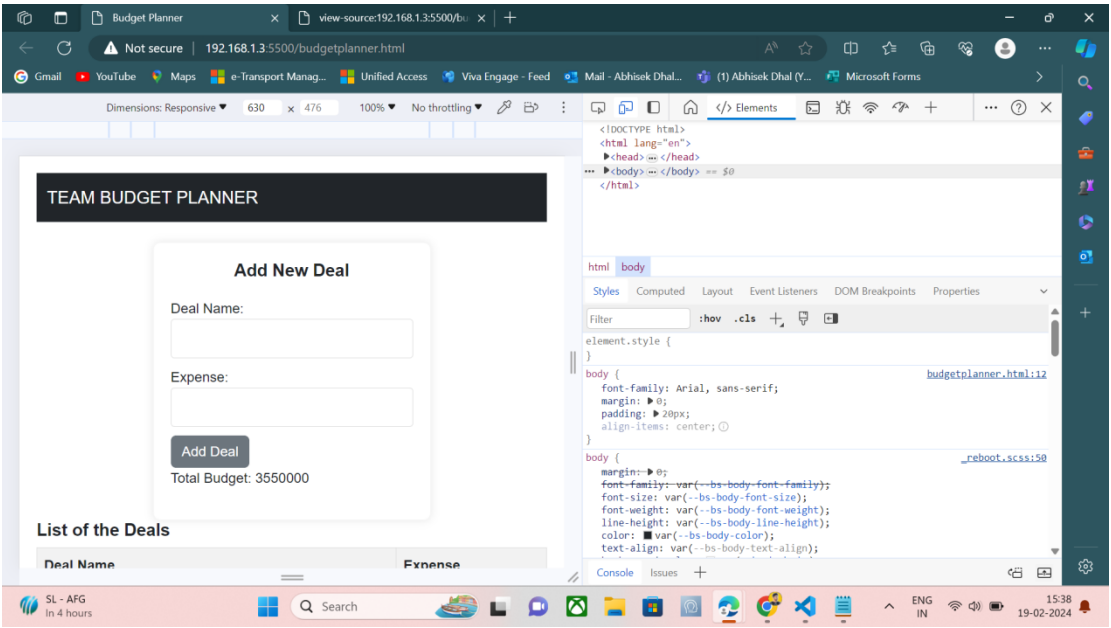 Budget Planner
view-source:192.168.1.3:5500/bu
Not secure 192.168.1.3:5500/budgetplanner.html
Gmail YouTube Maps e-Transport Manag... Unified Access Viva Engage - Feed Mail - Abhisek Dhal... (1) Abhisek Dhal (Y... Microsoft Forms
Dimensions: Responsive 630 x 476 100% No throttling
TEAM BUDGET PLANNER
Add New Deal
Deal Name:
Expense:
Add Deal
Total Budget: 3550000
List of the Deals
Deal Name Expense
</> Elements
<!DOCTYPE html>
<html lang="en">
<head> ... </head>
... <body> ... </body> == $0
</html>
html body
Styles Computed Layout Event Listeners DOM Breakpoints Properties
Filter :hov .cls
element.style {
}
body { budgetplanner.html:12
font-family: Arial, sans-serif;
margin: 0;
padding: 20px;
align-items: center;
}
body { _reboot.scss:50
margin: 0;
font-family: var(--bs-body-font-family);
font-size: var(--bs-body-font-size);
font-weight: var(--bs-body-font-weight);
line-height: var(--bs-body-line-height);
color: var(--bs-body-color);
text-align: var(--bs-body-text-align);
Console Issues
SL - AFG
In 4 hours
Search
ENG
IN
15:38
19-02-2024